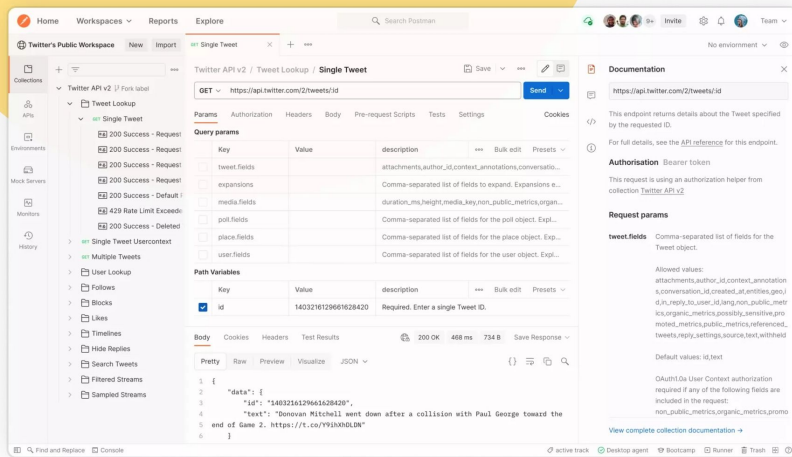 Home Workspaces Reports Explore
Search Postman
9+ Invite Team
Twitter's Public Workspace New Import
GET Single Tweet
No enviornment
Collections
APIs
Environments
Mock Servers
Monitors
History
Twitter API v2 Fork label
Tweet Lookup
GET Single Tweet
e.g. 200 Success - Request
e.g. 200 Success - Request
e.g. 200 Success - Request
e.g. 200 Success - Request
e.g. 200 Success - Default
e.g. 429 Rate Limit Exceed
e.g. 200 Success - Deleted
GET Single Tweet Usercontext
GET Multiple Tweets
User Lookup
Follows
Blocks
Likes
Timelines
Hide Replies
Search Tweets
Filtered Streams
Sampled Streams
Twitter API v2 / Tweet Lookup / Single Tweet
Save
GET https://api.twitter.com/2/tweets/:id
Send
Params Authorization Headers Body Pre-request Scripts Tests Settings Cookies
Query params
Key Value description Bulk edit Presets
tweet.fields attachments,author_id,context_annotations,conversatio...
expansions Comma-separated list of fields to expand. Expansions e...
media.fields duration_ms,height,media_key,non_public_metrics,organ...
poll.fields Comma-separated list of fields for the poll object. Expl...
place.fields Comma-separated list of fields for the place object. Exp...
user.fields Comma-separated list of fields for the user object. Expl...
Path Variables
Key Value description Bulk edit Presets
id 1403216129661628420 Required. Enter a single Tweet ID.
Body Cookies Headers Test Results 200 OK 468 ms 734 B Save Response
Pretty Raw Preview Visualize JSON
1 {
2 "data": {
3 "id": "1403216129661628420",
4 "text": "Donovan Mitchell went down after a collision with Paul George toward the
5 end of Game 2. https://t.co/Y9ihXhDLDN"
6 }
Documentation
https://api.twitter.com/2/tweets/:id
This endpoint returns details about the Tweet specified
by the requested ID.
For full details, see the API reference for this endpoint.
Authorisation Bearer token
This request is using an authorization helper from
collection Twitter API v2
Request params
tweet.fields Comma-separated list of fields for the
Tweet object.
Allowed values:
attachments,author_id,context_annotation
s,conversation_id,created_at,entities,geo,i
d,in_reply_to_user_id,lang,non_public_metr
ics,organic_metrics,possibly_sensitive,pro
moted_metrics,public_metrics,referenced_
tweets,reply_settings,source,text,withheld
Default values: id,text
OAuth1.0a User Context authorization
required if any of the following fields are
included in the request:
non_public_metrics,organic_metrics,promo
View complete collection documentation →
Find and Replace Console
active track Desktop agent Bootcamp Runner Trash